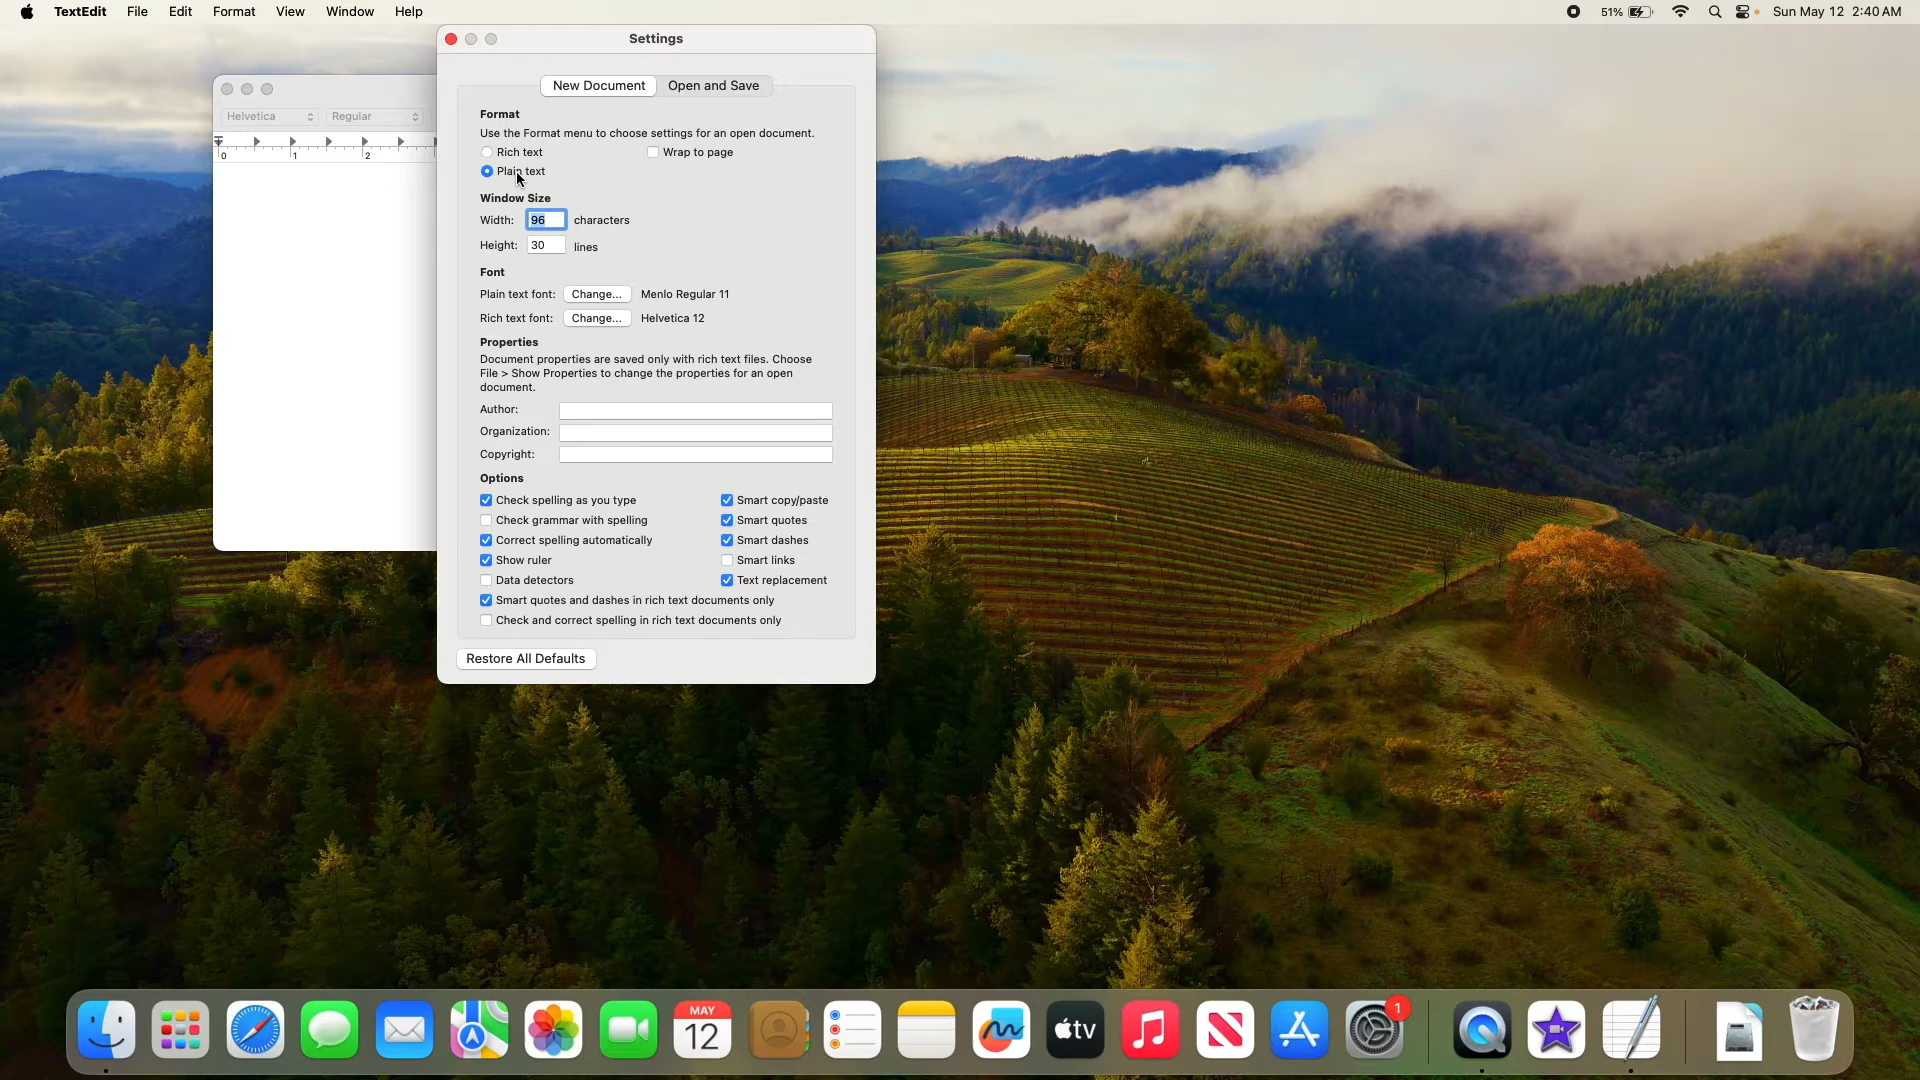 TextEdit File Edit Format View Window Help 51% Sun May 12 2:40 AM
Settings
New Document Open and Save
Helvetica Regular
0 1 2
Format
Use the Format menu to choose settings for an open document.
Rich text Wrap to page
Plain text
Window Size
Width: 96 characters
Height: 30 lines
Font
Plain text font: Change... Menlo Regular 11
Rich text font: Change... Helvetica 12
Properties
Document properties are saved only with rich text files. Choose
File > Show Properties to change the properties for an open
document.
Author:
Organization:
Copyright:
Options
Check spelling as you type Smart copy/paste
Check grammar with spelling Smart quotes
Correct spelling automatically Smart dashes
Show ruler Smart links
Data detectors Text replacement
Smart quotes and dashes in rich text documents only
Check and correct spelling in rich text documents only
Restore All Defaults
MAY
12
tv
1